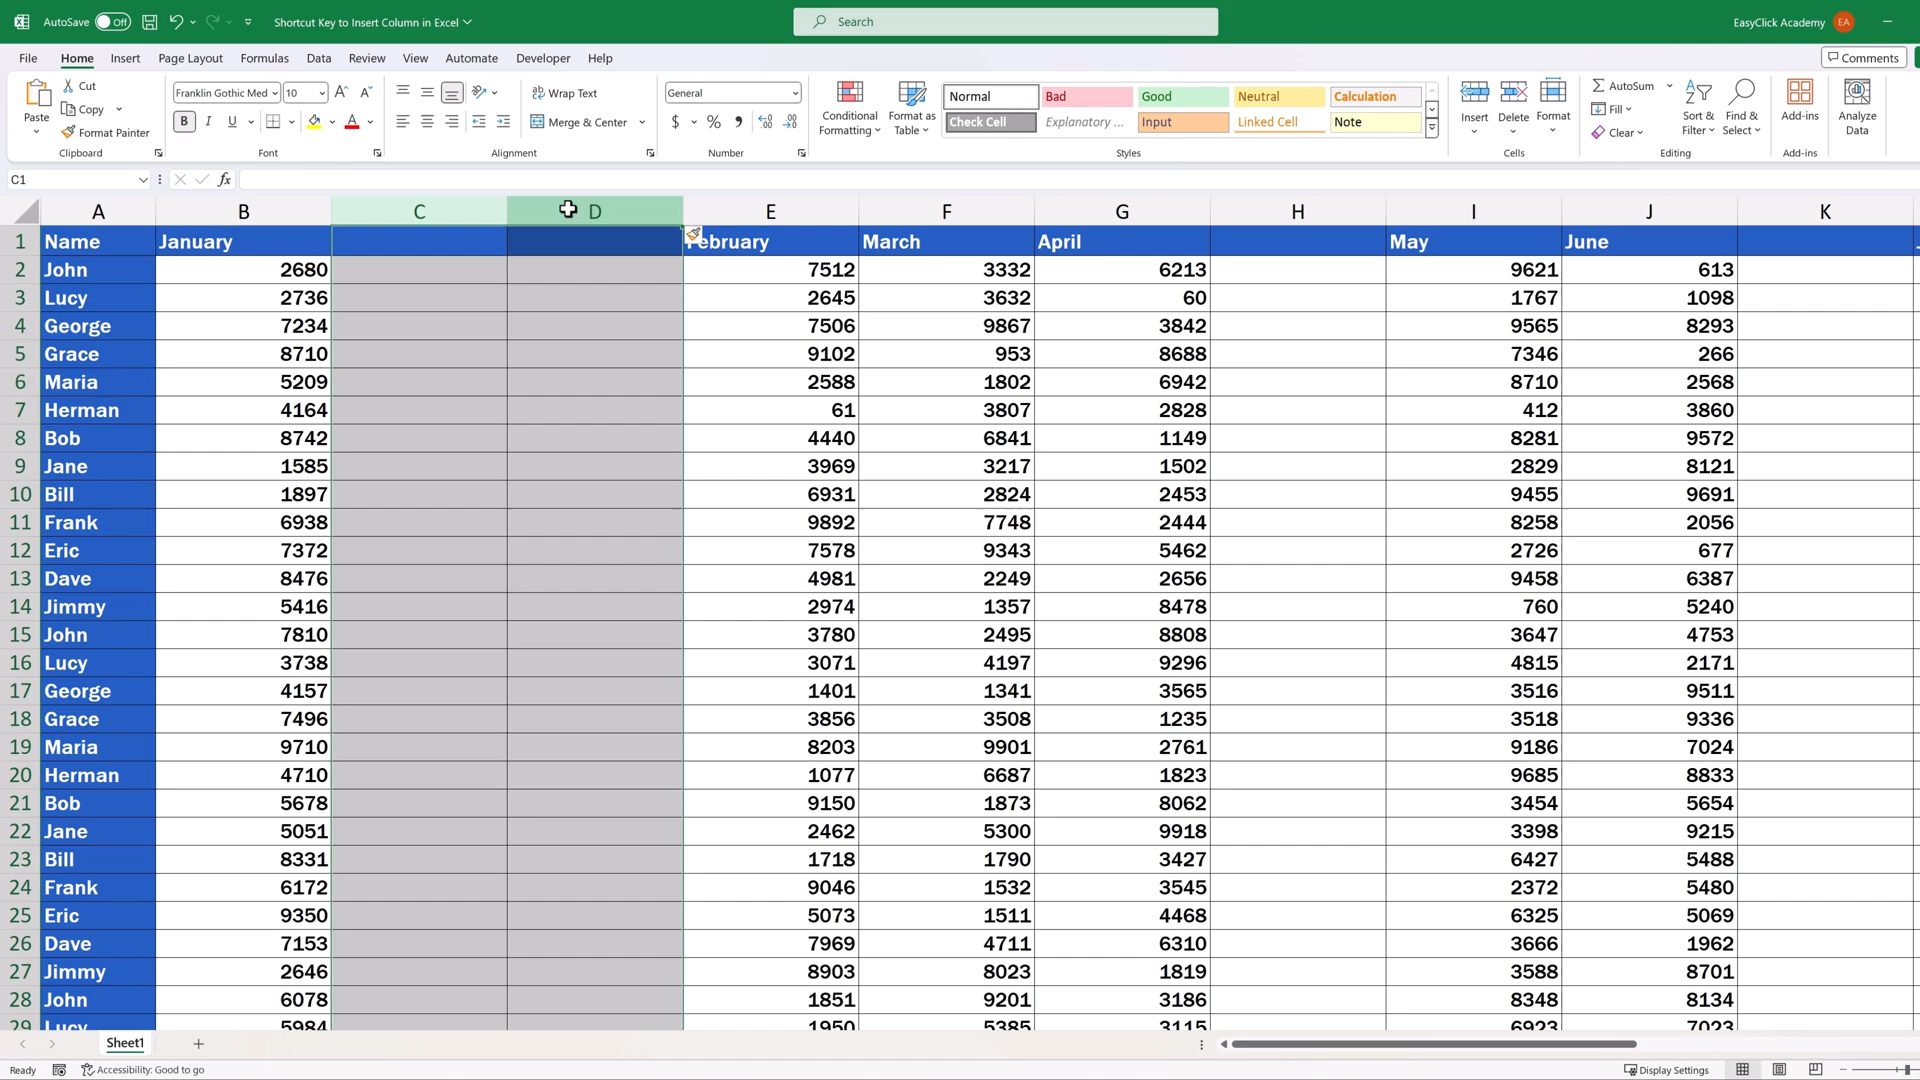 AutoSave Off Shortcut Key to Insert Column in Excel Search EasyClick Academy EA
File Home Insert Page Layout Formulas Data Review View Automate Developer Help Comments
Paste Cut Copy Format Painter Clipboard
Franklin Gothic Med 10 B I U A Font
Wrap Text Merge & Center Alignment
General $ % Number
Conditional Formatting Format as Table
Normal Bad Good Neutral Calculation
Check Cell Explanatory ... Input Linked Cell Note
Styles
Insert Delete Format Cells
AutoSum Fill Clear Sort & Filter Find & Select Editing
Add-ins Add-ins
Analyze Data
C1 fx
A B C D E F G H I J K
1 Name January February March April May June
2 John 2680 7512 3332 6213 9621 613
3 Lucy 2736 2645 3632 60 1767 1098
4 George 7234 7506 9867 3842 9565 8293
5 Grace 8710 9102 953 8688 7346 266
6 Maria 5209 2588 1802 6942 8710 2568
7 Herman 4164 61 3807 2828 412 3860
8 Bob 8742 4440 6841 1149 8281 9572
9 Jane 1585 3969 3217 1502 2829 8121
10 Bill 1897 6931 2824 2453 9455 9691
11 Frank 6938 9892 7748 2444 8258 2056
12 Eric 7372 7578 9343 5462 2726 677
13 Dave 8476 4981 2249 2656 9458 6387
14 Jimmy 5416 2974 1357 8478 760 5240
15 John 7810 3780 2495 8808 3647 4753
16 Lucy 3738 3071 4197 9296 4815 2171
17 George 4157 1401 1341 3565 3516 9511
18 Grace 7496 3856 3508 1235 3518 9336
19 Maria 9710 8203 9901 2761 9186 7024
20 Herman 4710 1077 6687 1823 9685 8833
21 Bob 5678 9150 1873 8062 3454 5654
22 Jane 5051 2462 5300 9918 3398 9215
23 Bill 8331 1718 1790 3427 6427 5488
24 Frank 6172 9046 1532 3545 2372 5480
25 Eric 9350 5073 1511 4468 6325 5069
26 Dave 7153 7969 4711 6310 3666 1962
27 Jimmy 2646 8903 8023 1819 3588 8701
28 John 6078 1851 9201 3186 8348 8134
29 Lucy 5984 1950 5385 3115 6923 7023
Sheet1
Ready Accessibility: Good to go Display Settings